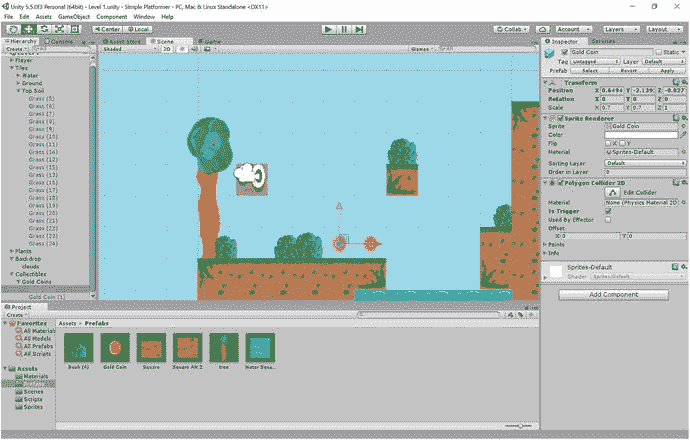 Unity 5.5.0f3 Personal (64bit) - Level 1.unity - Simple Platformer - PC, Mac & Linux Standalone <DX11>
File Edit Assets GameObject Component Window Help
Center Local Collab Account Layers Layout
Hierarchy Asset Store Scene Game Inspector Services
Create Shaded 2D Gizmos Gold Coin Static
Player Tag Untagged Layer Default
Tiles Prefab Select Revert Apply
Water Transform
Ground Position X Y Z
Top Soil Rotation X 0 Y 0 Z 0
Grass (5) Scale X 0.7 Y 0.7 Z 1
Grass (6) Sprite Renderer
Grass (7) Sprite Gold Coin
Grass (8) Color
Grass (9) Flip X Y
Grass (10) Material Sprites-Default
Grass (11) Sorting Layer Default
Grass (14) Order in Layer 0
Grass (12) Polygon Collider 2D
Grass (15) Edit Collider
Grass (16) Material None (Physics Material 2D
Grass (17) Is Trigger
Grass (18) Used By Effector
Grass (19) Offset
Grass (20) X 0 Y 0
Grass (21) Points
Grass (22) Info
Grass (23) Sprites-Default
Grass (24) Shader Sprites/Default
Plants Add Component
Backdrop
clouds
Collectibles
Gold Coins
Gold Coin (1)
Project
Create
Favorites Assets Prefabs
All Materials
All Models
All Prefabs
All Scripts
Bush (4) Gold Coin Square Square Alt 2 tree Water Squa...
Assets
Materials
Prefabs
Scenes
Scripts
Sprites